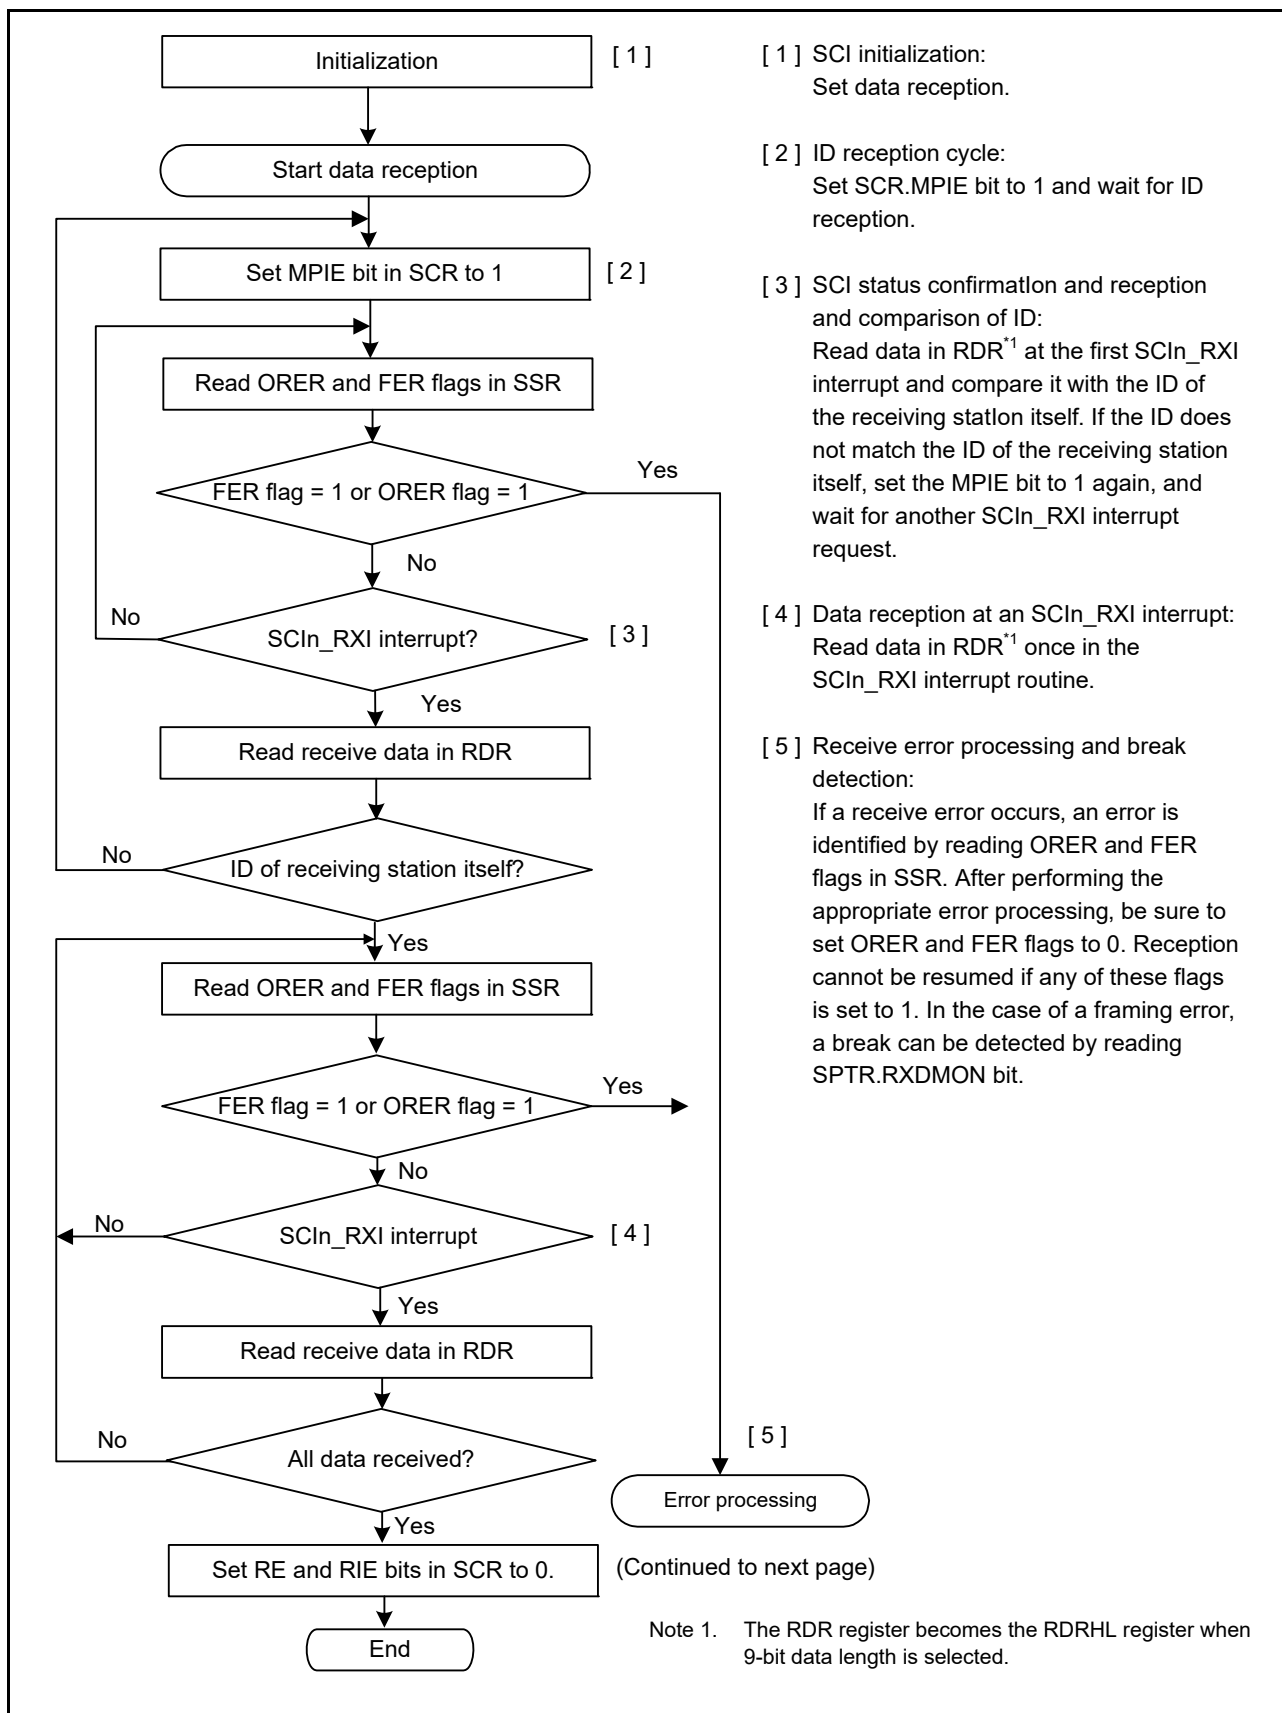 Initialization
[ 1 ]
Start data reception
Set MPIE bit in SCR to 1
[ 2 ]
Read ORER and FER flags in SSR
FER flag = 1 or ORER flag = 1
Yes
No
No
SCIn_RXI interrupt?
[ 3 ]
Yes
Read receive data in RDR
No
ID of receiving station itself?
Yes
Read ORER and FER flags in SSR
FER flag = 1 or ORER flag = 1
Yes
No
No
SCIn_RXI interrupt
[ 4 ]
Yes
Read receive data in RDR
No
All data received?
[ 5 ]
Error processing
Yes
Set RE and RIE bits in SCR to 0.
(Continued to next page)
End
[ 1 ] SCI initialization:
Set data reception.
[ 2 ] ID reception cycle:
Set SCR.MPIE bit to 1 and wait for ID
reception.
[ 3 ] SCI status confirmatIon and reception
and comparison of ID:
Read data in RDR*1 at the first SCIn_RXI
interrupt and compare it with the ID of
the receiving statIon itself. If the ID does
not match the ID of the receiving station
itself, set the MPIE bit to 1 again, and
wait for another SCIn_RXI interrupt
request.
[ 4 ] Data reception at an SCIn_RXI interrupt:
Read data in RDR*1 once in the
SCIn_RXI interrupt routine.
[ 5 ] Receive error processing and break
detection:
If a receive error occurs, an error is
identified by reading ORER and FER
flags in SSR. After performing the
appropriate error processing, be sure to
set ORER and FER flags to 0. Reception
cannot be resumed if any of these flags
is set to 1. In the case of a framing error,
a break can be detected by reading
SPTR.RXDMON bit.
Note 1. The RDR register becomes the RDRHL register when
9-bit data length is selected.